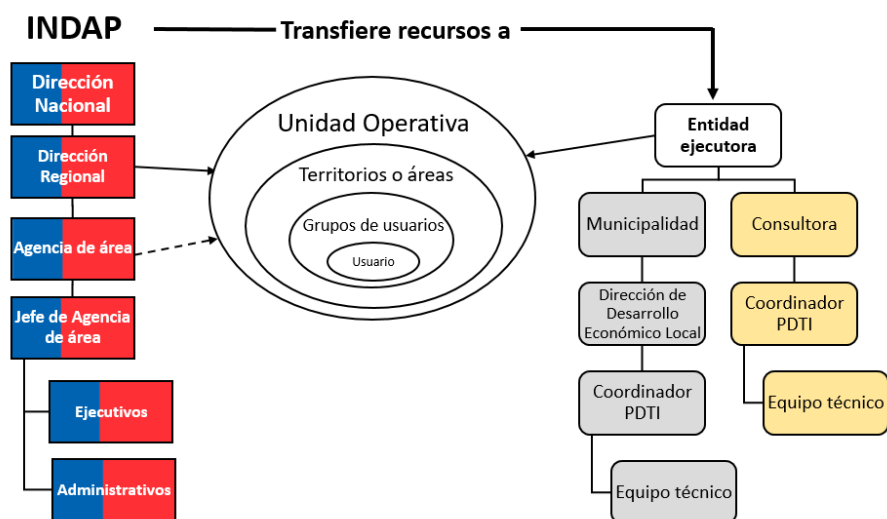 INDAP
Transfiere recursos a
Dirección
Nacional
Dirección
Regional
Agencia de área
Jefe de Agencia
de área
Ejecutivos
Administrativos
Unidad Operativa
Territorios o áreas
Grupos de usuarios
Usuario
Entidad
ejecutora
Municipalidad
Dirección de
Desarrollo
Económico Local
Coordinador
PDTI
Equipo técnico
Consultora
Coordinador
PDTI
Equipo técnico